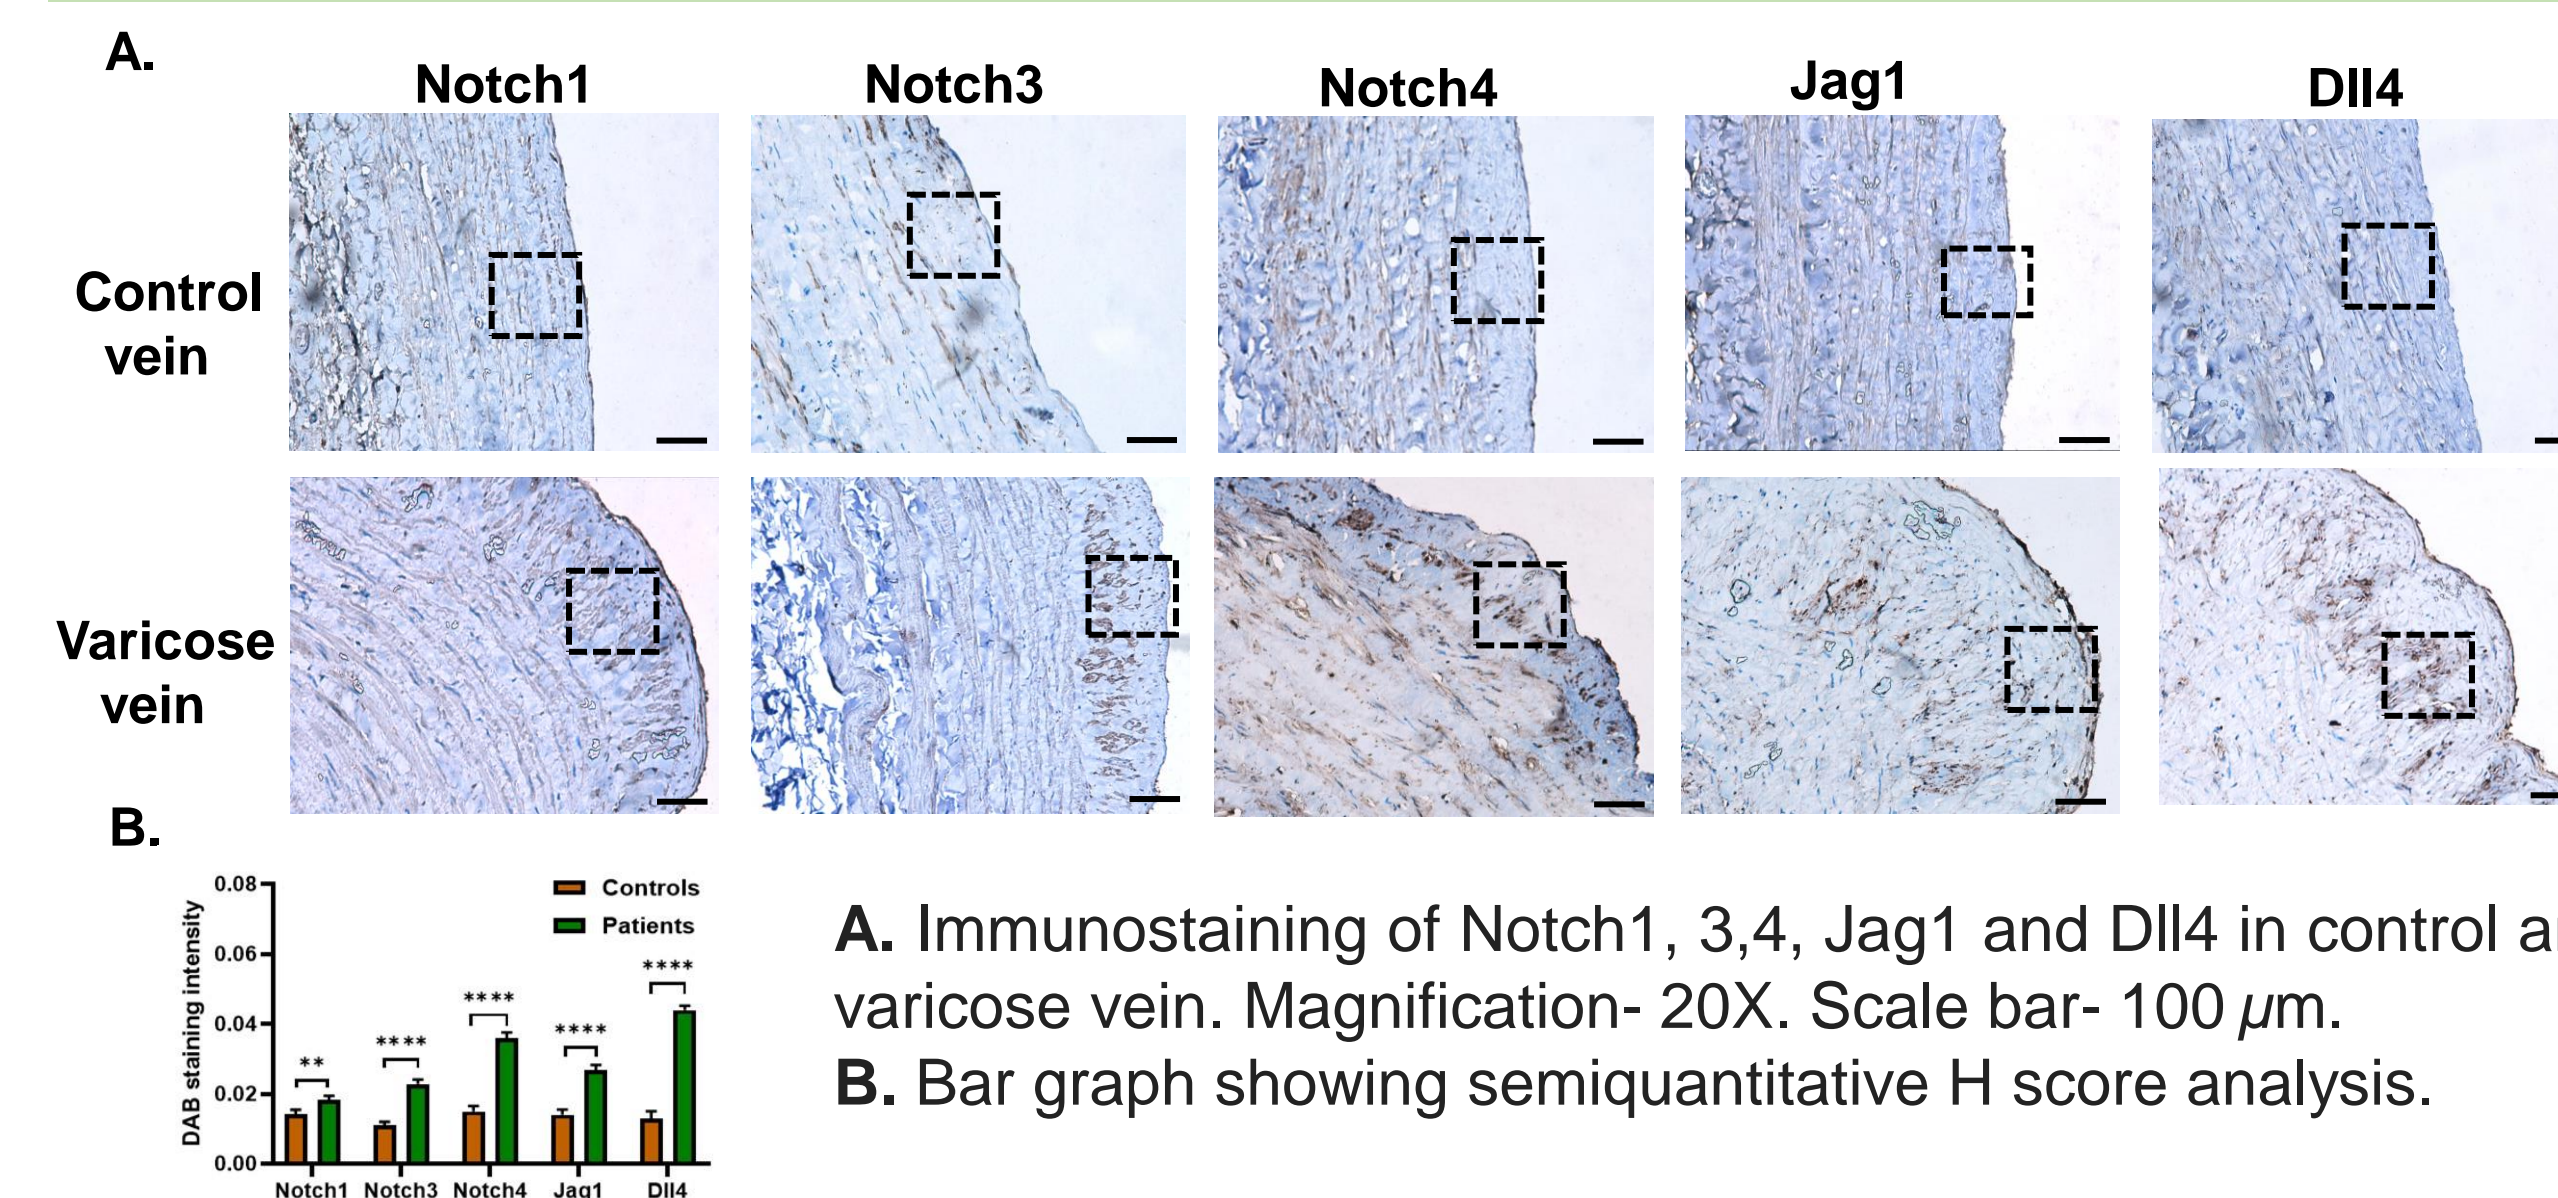 A.
Notch1 Notch3 Notch4 Jag1 Dll4
Control
vein
Varicose
vein
B.
0.08
0.06
0.04
0.02
0.00
DAB staining intensity
Controls
Patients
** **** **** **** ****
Notch1 Notch3 Notch4 Jag1 Dll4
A. Immunostaining of Notch1, 3,4, Jag1 and Dll4 in control
varicose vein. Magnification- 20X. Scale bar- 100 µm.
B. Bar graph showing semiquantitative H score analysis.